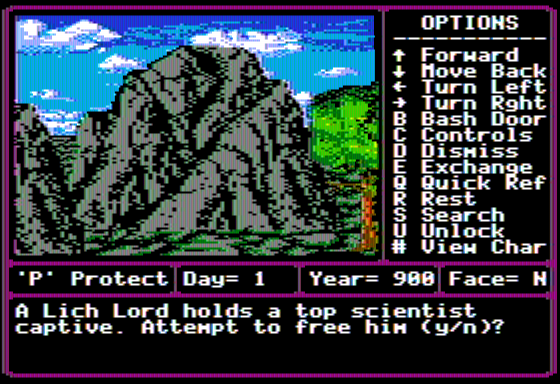 OPTIONS
↑ Forward
↓ Move Back
← Turn Left
→ Turn Rght
B Bash Door
C Controls
D Dismiss
E Exchange
Q Quick Ref
R Rest
S Search
U Unlock
# View Char
'P' Protect Day= 1 Year= 900 Face= N
A Lich Lord holds a top scientist
captive. Attempt to free him (y/n)?